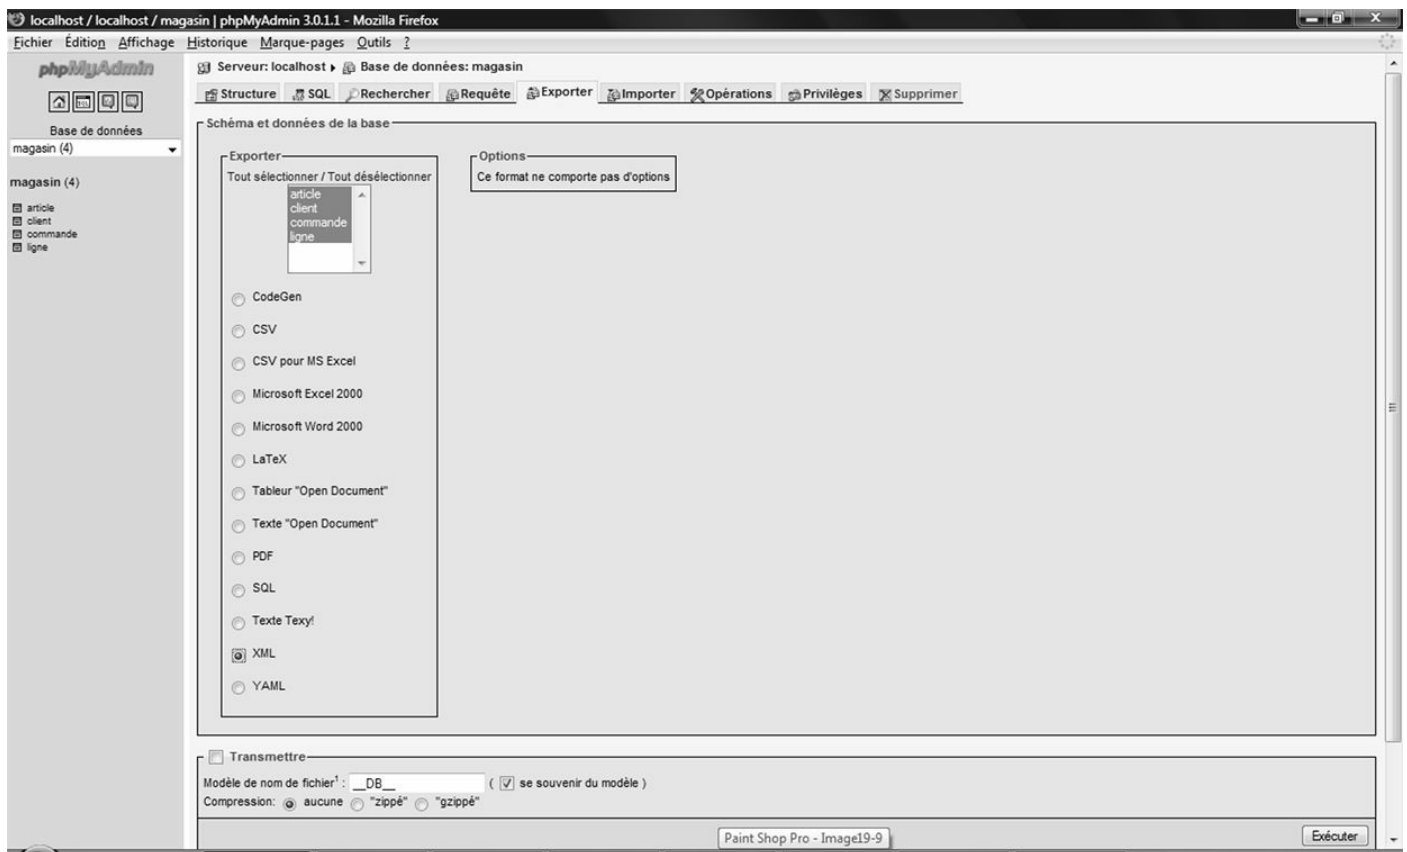 localhost / localhost / magasin | phpMyAdmin 3.0.1.1 - Mozilla Firefox
Fichier Édition Affichage Historique Marque-pages Outils ?
phpMyAdmin
Base de données
magasin (4)
magasin (4)
article
client
commande
ligne
Serveur: localhost Base de données: magasin
Structure SQL Rechercher Requête Exporter Importer Opérations Privilèges Supprimer
Schéma et données de la base
Exporter
Tout sélectionner / Tout désélectionner
article
client
commande
ligne
CodeGen
CSV
CSV pour MS Excel
Microsoft Excel 2000
Microsoft Word 2000
LaTeX
Tableur "Open Document"
Texte "Open Document"
PDF
SQL
Texte Texy!
XML
YAML
Options
Ce format ne comporte pas d'options
Transmettre
Modèle de nom de fichier1 : __DB__ ( se souvenir du modèle )
Compression: aucune "zippé" "gzippé"
Paint Shop Pro - Image19-9
Exécuter